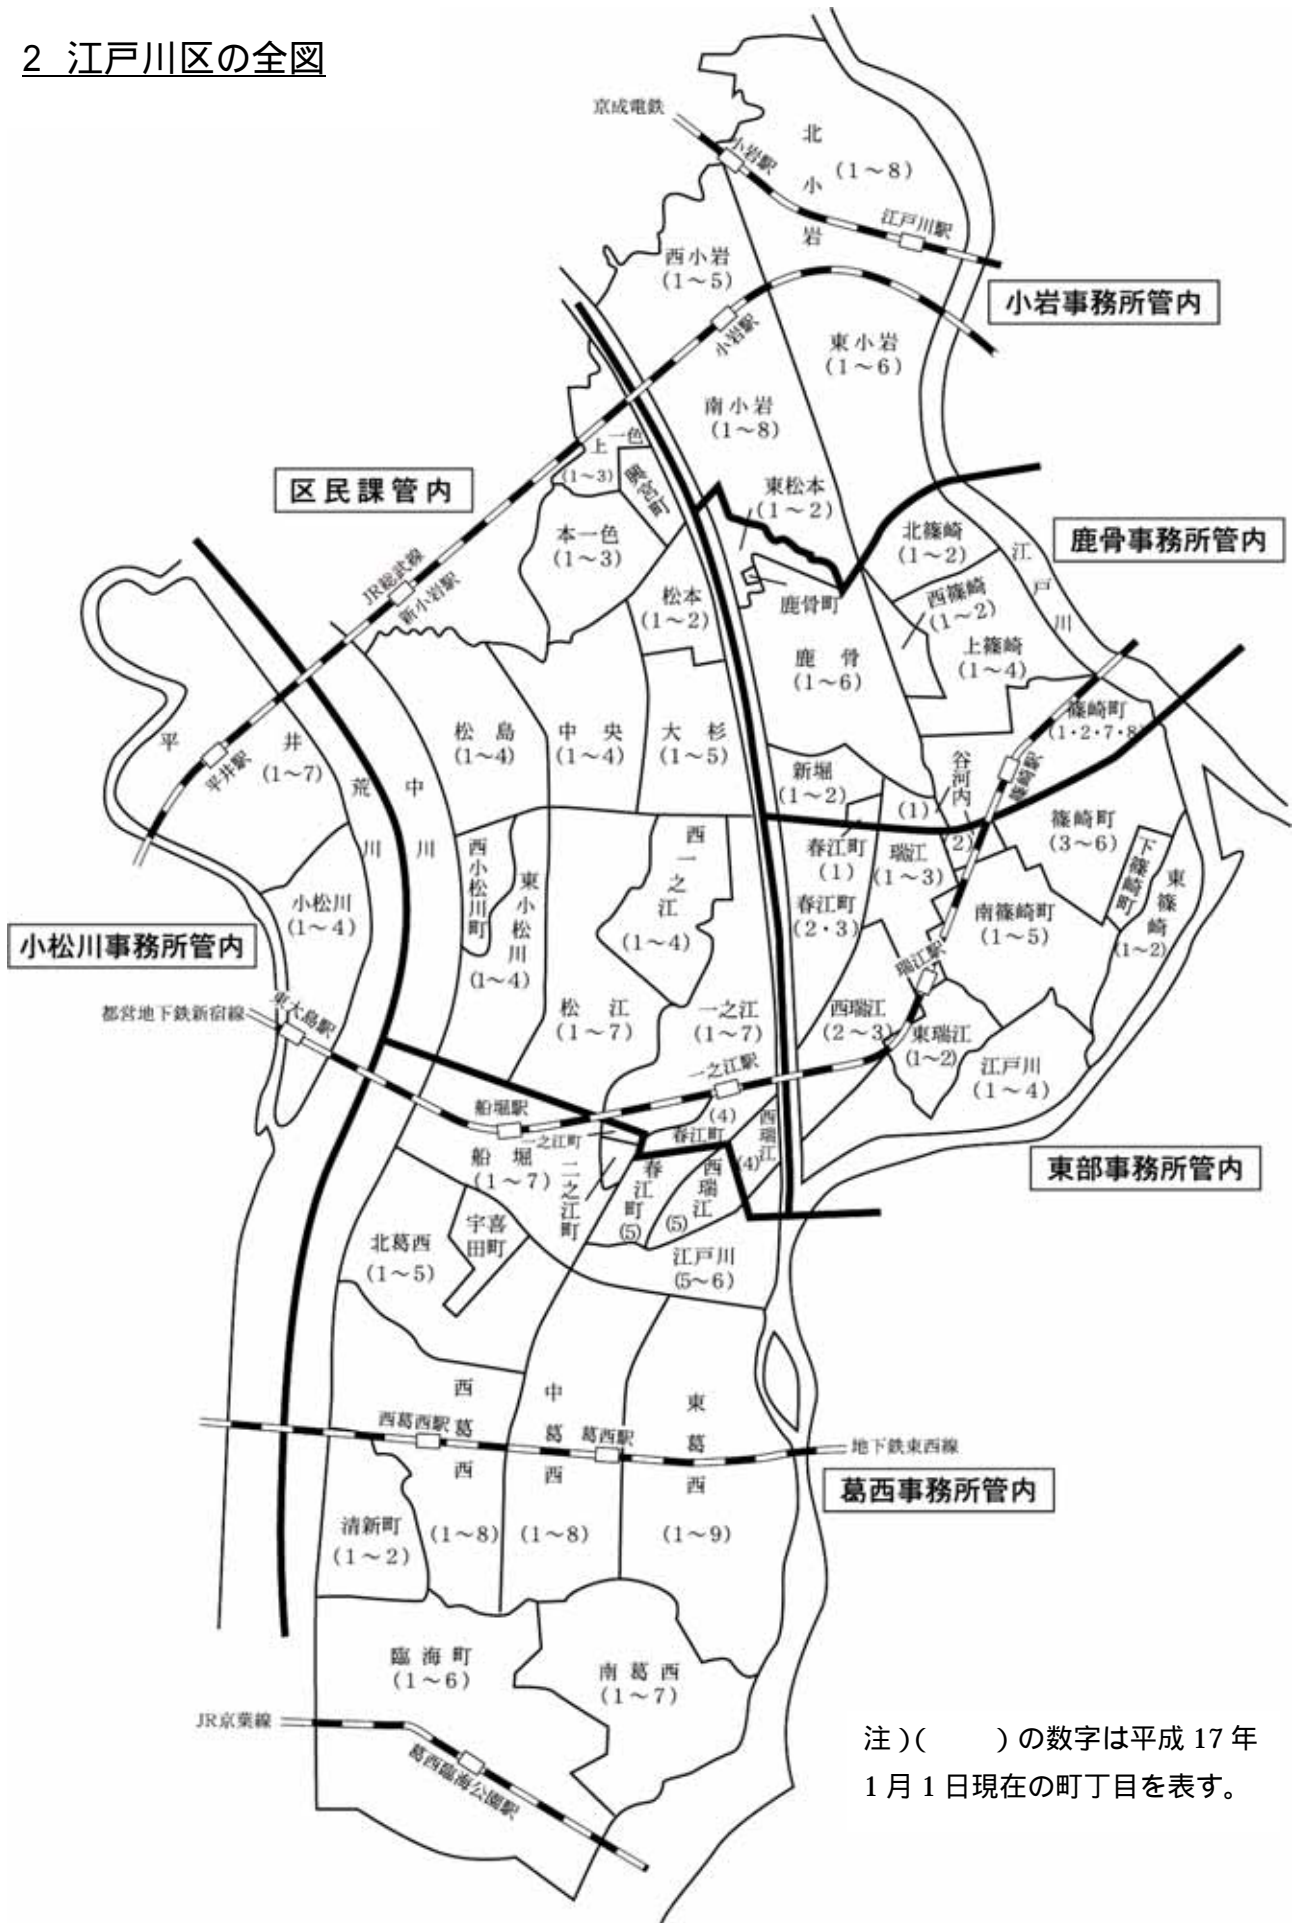 2 江戸川区の全図
京成電鉄
小岩駅
北小岩
(1～8)
江戸川駅
西小岩
(1～5)
小岩駅
小岩事務所管内
東小岩
(1～6)
南小岩
(1～8)
上一色
(1～3)
興宮町
区民課管内
東松本
(1～2)
本一色
(1～3)
北篠崎
(1～2)
鹿骨事務所管内
江戸川
JR総武線
新小岩駅
松本
(1～2)
鹿骨町
西篠崎
(1～2)
鹿骨
(1～6)
上篠崎
(1～4)
平井
(1～7)
平井駅
荒川
中川
松島
(1～4)
中央
(1～4)
大杉
(1～5)
篠崎町
(1・2・7・8)
篠崎駅
新堀
(1～2)
谷河内
(1)
(2)
篠崎町
(3～6)
下篠崎町
東篠崎
(1～2)
西小松川町
東小松川
(1～4)
西一之江
(1～4)
春江町
(1)
瑞江
(1～3)
春江町
(2・3)
南篠崎町
(1～5)
小松川
(1～4)
小松川事務所管内
瑞江駅
都営地下鉄新宿線
東大島駅
松江
(1～7)
一之江
(1～7)
西瑞江
(2～3)
東瑞江
(1～2)
江戸川
(1～4)
一之江駅
船堀駅
船堀
(1～7)
一之江町
二之江町
(4)
春江町
西瑞江
(4)
東部事務所管内
春江町
(5)
西瑞江
(5)
宇喜田町
北葛西
(1～5)
江戸川
(5～6)
西葛西
(1～8)
中葛西
(1～8)
東葛西
(1～9)
西葛西駅
葛西駅
地下鉄東西線
葛西事務所管内
清新町
(1～2)
臨海町
(1～6)
南葛西
(1～7)
JR京葉線
葛西臨海公園駅
注)(　　)の数字は平成 17 年
1 月 1 日現在の町丁目を表す。